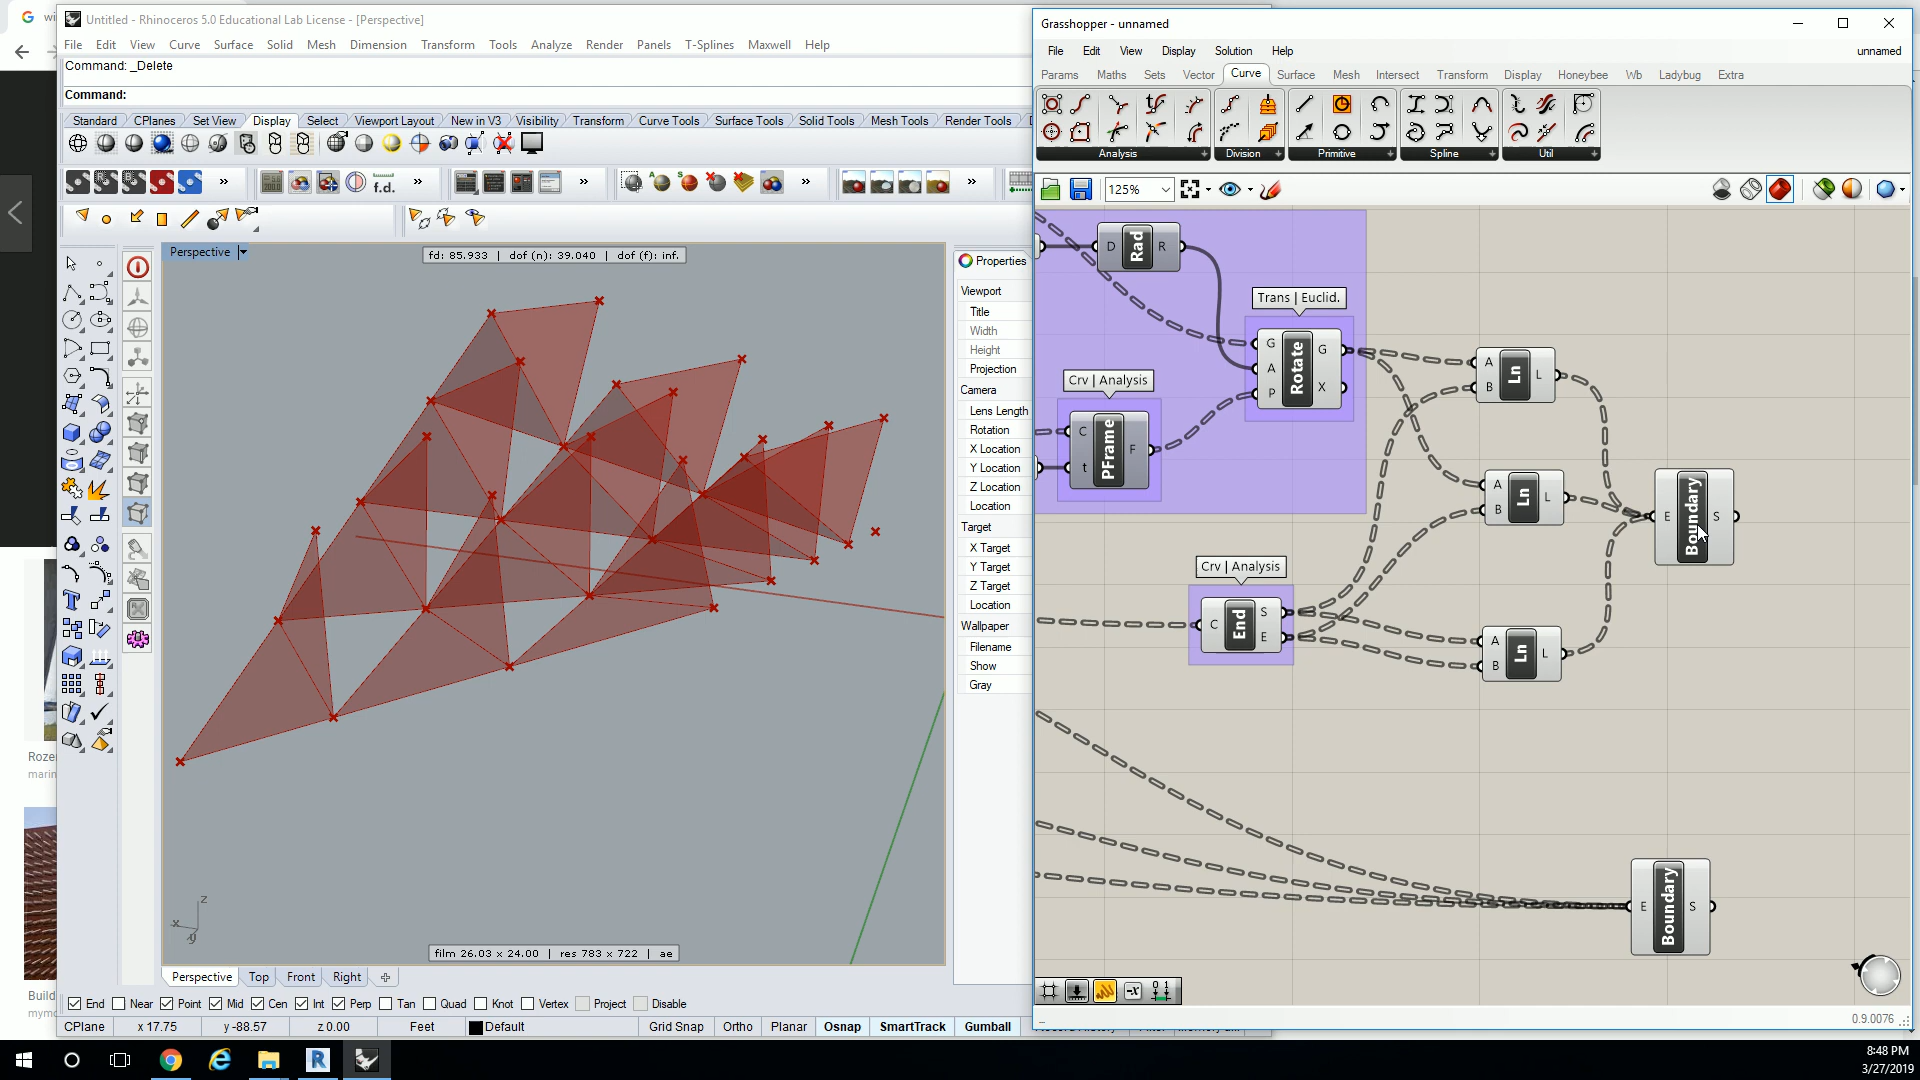 wi
Untitled - Rhinoceros 5.0 Educational Lab License - [Perspective]
File Edit View Curve Surface Solid Mesh Dimension Transform Tools Analyze Render Panels T-Splines Maxwell Help
Command: _Delete
Command:
Standard CPlanes Set View Display Select Viewport Layout New in V3 Visibility Transform Curve Tools Surface Tools Solid Tools Mesh Tools Render Tools
f.d.
Perspective
fd: 85.933 | dof (n): 39.040 | dof (f): inf.
Properties
Viewport
Title
Width
Height
Projection
Camera
Lens Length
Rotation
X Location
Y Location
Z Location
Location
Target
X Target
Y Target
Z Target
Location
Wallpaper
Filename
Show
Gray
z
x
y
film 26.03 x 24.00 | res 783 x 722 | ae
Perspective Top Front Right
End Near Point Mid Cen Int Perp Tan Quad Knot Vertex Project Disable
CPlane x 17.75 y -88.57 z 0.00 Feet Default Grid Snap Ortho Planar Osnap SmartTrack Gumball
Rozer
marin
Build
mymo
Grasshopper - unnamed
File Edit View Display Solution Help unnamed
Params Maths Sets Vector Curve Surface Mesh Intersect Transform Display Honeybee Wb Ladybug Extra
Analysis Division Primitive Spline Util
125%
D Rad R
Trans | Euclid.
G A P Rotate G X
Crv | Analysis
C t PFrame F
A B Ln L
A B Ln L
E Boundary S
Crv | Analysis
C End S E
A B Ln L
E Boundary S
0.9.0076
8:48 PM
3/27/2019